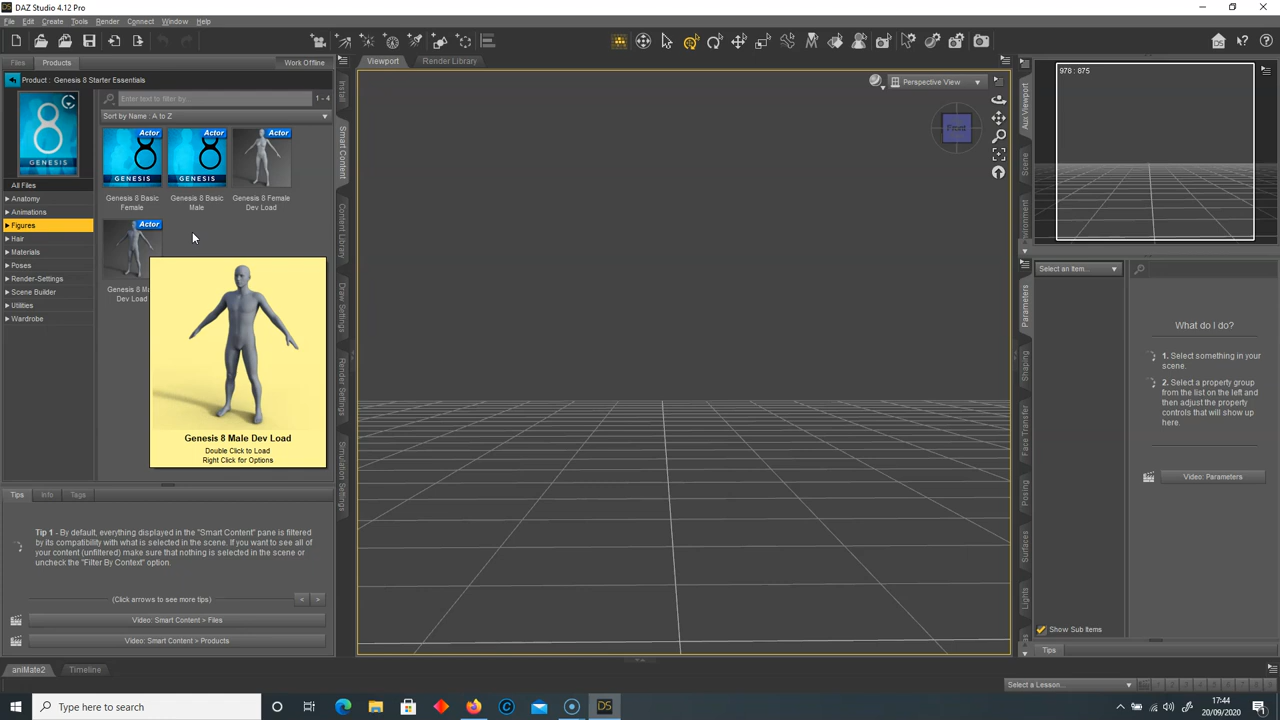 DAZ Studio 4.12 Pro
File Edit Create Tools Render Connect Window Help
Files Products Work Offline
Product : Genesis 8 Starter Essentials
Enter text to filter by... 1 - 4
Sort by Name : A to Z
8
GENESIS
All Files
Anatomy
Animations
Figures
Hair
Materials
Poses
Render-Settings
Scene Builder
Utilities
Wardrobe
Actor
8
GENESIS
Genesis 8 Basic
Female
Actor
8
GENESIS
Genesis 8 Basic
Male
Actor
Genesis 8 Female
Dev Load
Actor
Dev Load
Genesis 8 Male Dev Load
Double Click to Load
Right Click for Options
Tips Info Tags
Tip 1 - By default, everything displayed in the "Smart Content" pane is filtered
by its compatibility with what is selected in the scene. If you want to see all of
your content (unfiltered) make sure that nothing is selected in the scene or
uncheck the "Filter By Context" option.
(Click arrows to see more tips) < >
Video: Smart Content > Files
Video: Smart Content > Products
aniMate2 Timeline
Install
Smart Content
Content Library
Draw Settings
Render Settings
Simulation Settings
Viewport Render Library
Perspective View
Front
978 : 875
Aux Viewport
Scene
Environment
Select an Item...
Parameters
Shaping
Face Transfer
Posing
Surfaces
Lights
What do I do?
1. Select something in your
scene.
2. Select a property group
from the list on the left and
then adjust the property
controls that will show up
here.
Video: Parameters
Show Sub Items
Tips
Select a Lesson...
Type here to search
DS
17:44
20/09/2020